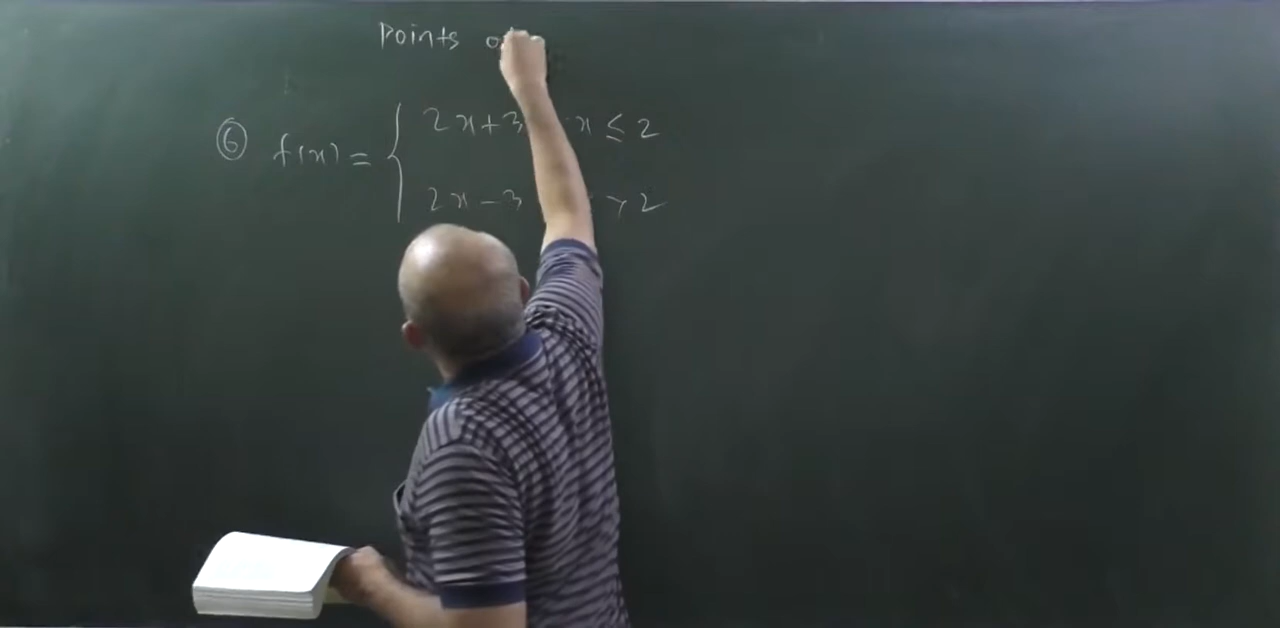 Points
⑥ f(x) = { 2x+3 x ≤ 2
2x-3 > 2